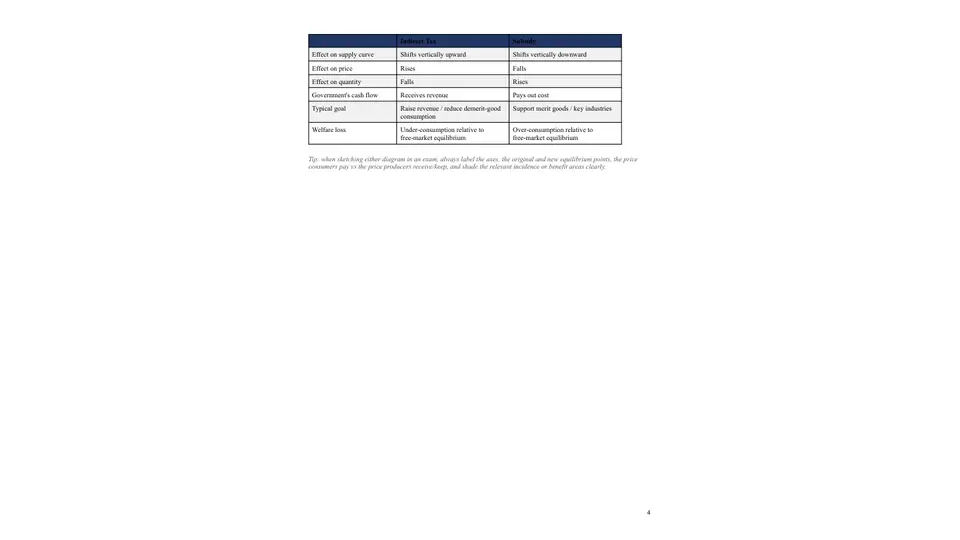 Indirect Tax Subsidy
Effect on supply curve Shifts vertically upward Shifts vertically downward
Effect on price Rises Falls
Effect on quantity Falls Rises
Government's cash flow Receives revenue Pays out cost
Typical goal Raise revenue / reduce demerit-good Support merit goods / key industries
consumption
Welfare loss Under-consumption relative to Over-consumption relative to
free-market equilibrium free-market equilibrium
Tip: when sketching either diagram in an exam, always label the axes, the original and new equilibrium points, the price
consumers pay vs the price producers receive/keep, and shade the relevant incidence or benefit areas clearly.
4